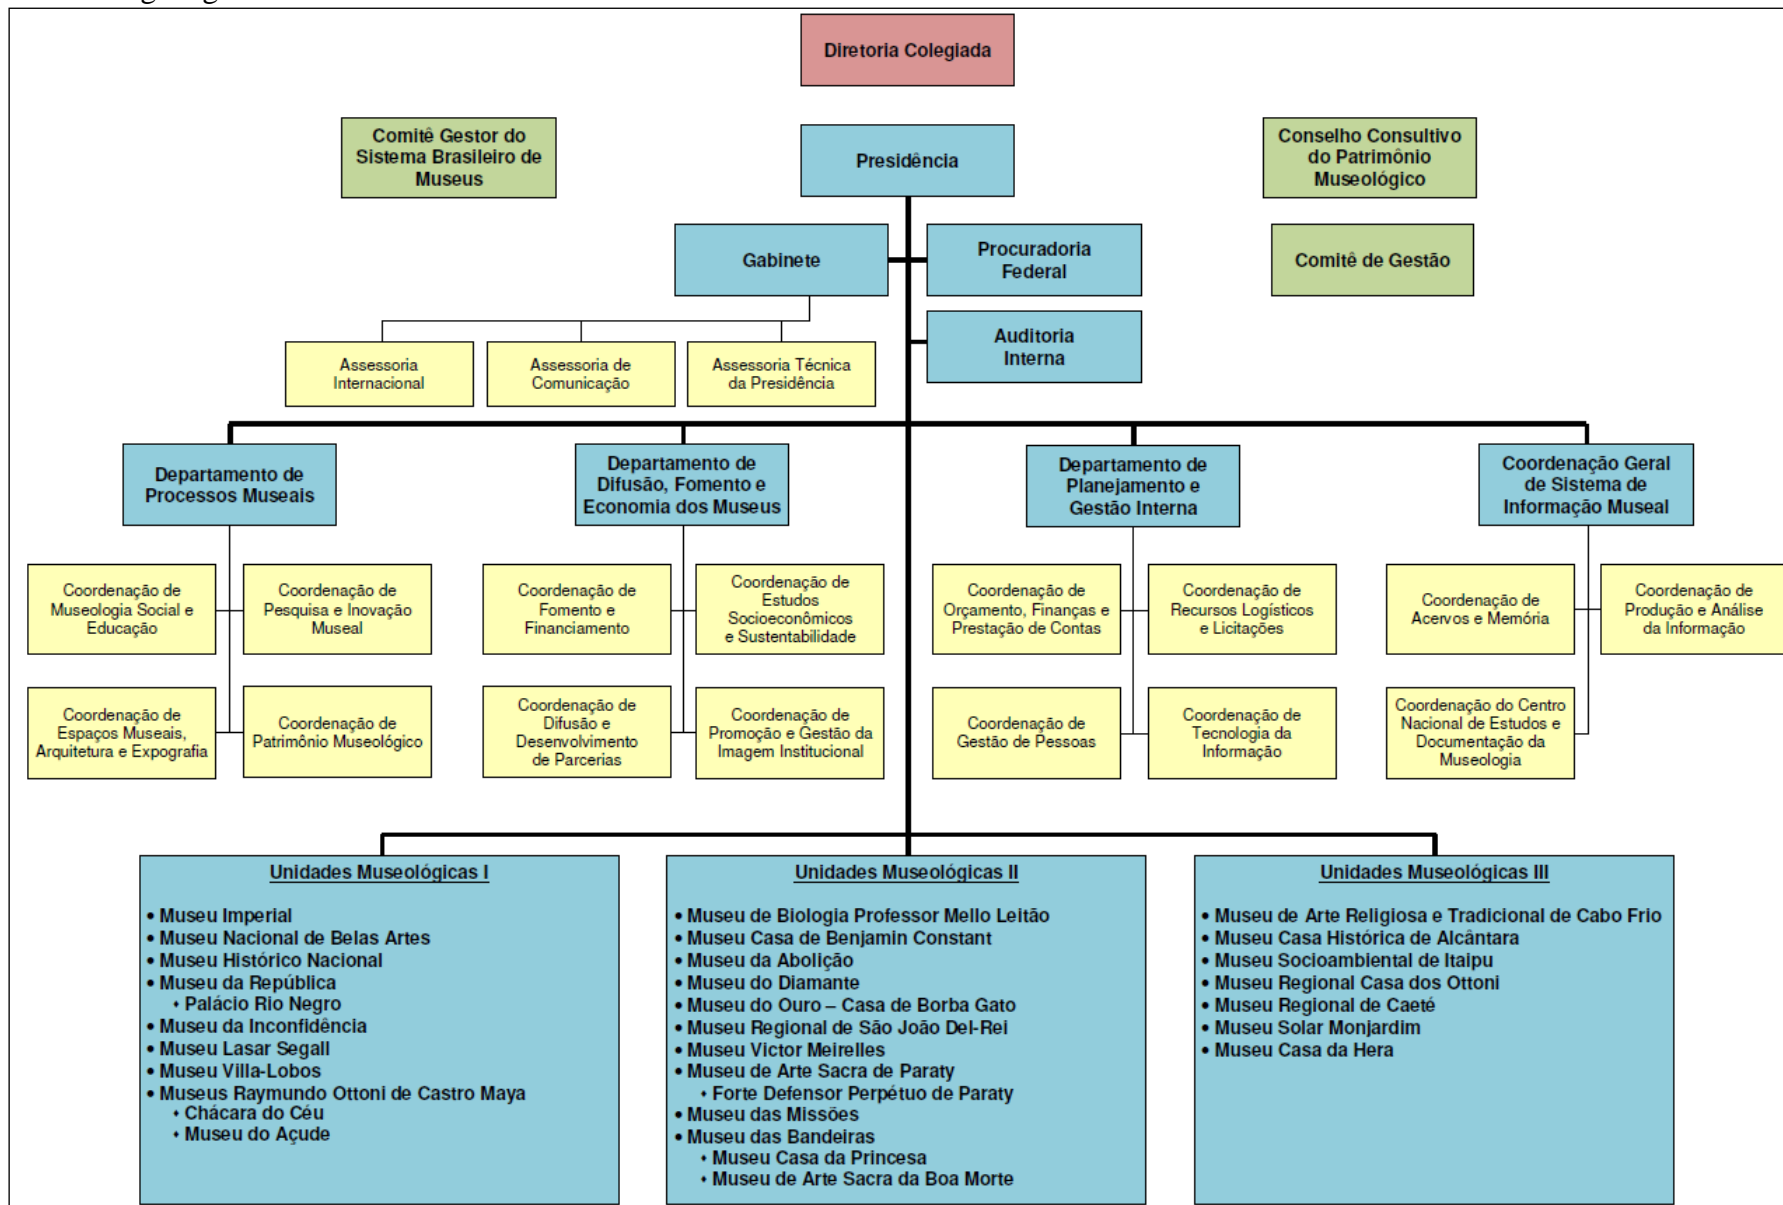 Diretoria Colegiada
Comitê Gestor do
Sistema Brasileiro de
Museus
Presidência
Conselho Consultivo
do Patrimônio
Museológico
Gabinete
Procuradoria
Federal
Comitê de Gestão
Auditoria
Interna
Assessoria
Internacional
Assessoria de
Comunicação
Assessoria Técnica
da Presidência
Departamento de
Processos Museais
Departamento de
Difusão, Fomento e
Economia dos Museus
Departamento de
Planejamento e
Gestão Interna
Coordenação Geral
de Sistema de
Informação Museal
Coordenação de
Museologia Social e
Educação
Coordenação de
Pesquisa e Inovação
Museal
Coordenação de
Fomento e
Financiamento
Coordenação de
Estudos
Socioeconômicos
e Sustentabilidade
Coordenação de
Orçamento, Finanças e
Prestação de Contas
Coordenação de
Recursos Logísticos
e Licitações
Coordenação de
Acervos e Memória
Coordenação de
Produção e Análise
da Informação
Coordenação de
Espaços Museais,
Arquitetura e Expografia
Coordenação de
Patrimônio Museológico
Coordenação de
Difusão e
Desenvolvimento
de Parcerias
Coordenação de
Promoção e Gestão da
Imagem Institucional
Coordenação de
Gestão de Pessoas
Coordenação de
Tecnologia da
Informação
Coordenação do Centro
Nacional de Estudos e
Documentação da
Museologia
Unidades Museológicas I
• Museu Imperial
• Museu Nacional de Belas Artes
• Museu Histórico Nacional
• Museu da República
• Palácio Rio Negro
• Museu da Inconfidência
• Museu Lasar Segall
• Museu Villa-Lobos
• Museus Raymundo Ottoni de Castro Maya
• Chácara do Céu
• Museu do Açude
Unidades Museológicas II
• Museu de Biologia Professor Mello Leitão
• Museu Casa de Benjamin Constant
• Museu da Abolição
• Museu do Diamante
• Museu do Ouro – Casa de Borba Gato
• Museu Regional de São João Del-Rei
• Museu Victor Meirelles
• Museu de Arte Sacra de Paraty
• Forte Defensor Perpétuo de Paraty
• Museu das Missões
• Museu das Bandeiras
• Museu Casa da Princesa
• Museu de Arte Sacra da Boa Morte
Unidades Museológicas III
• Museu de Arte Religiosa e Tradicional de Cabo Frio
• Museu Casa Histórica de Alcântara
• Museu Socioambiental de Itaipu
• Museu Regional Casa dos Ottoni
• Museu Regional de Caeté
• Museu Solar Monjardim
• Museu Casa da Hera